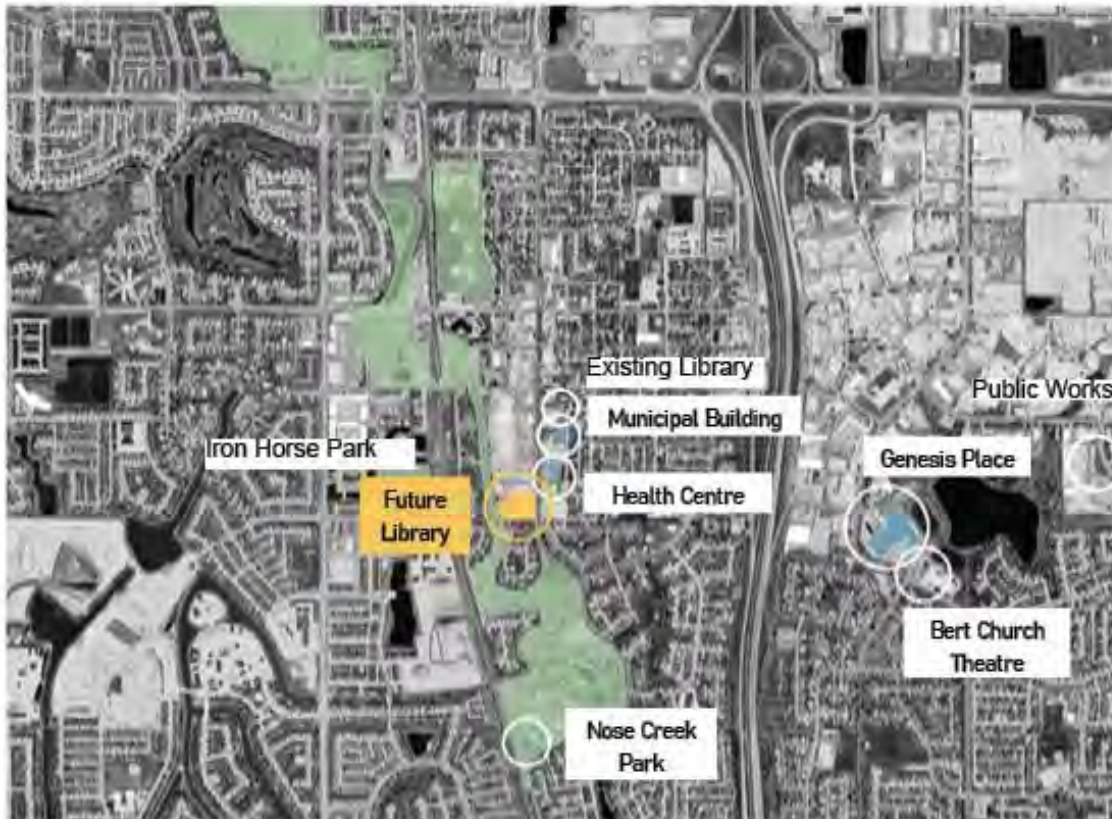 Existing Library
Public Works
Municipal Building
Iron Horse Park
Genesis Place
Health Centre
Future
Library
Bert Church
Theatre
Nose Creek
Park